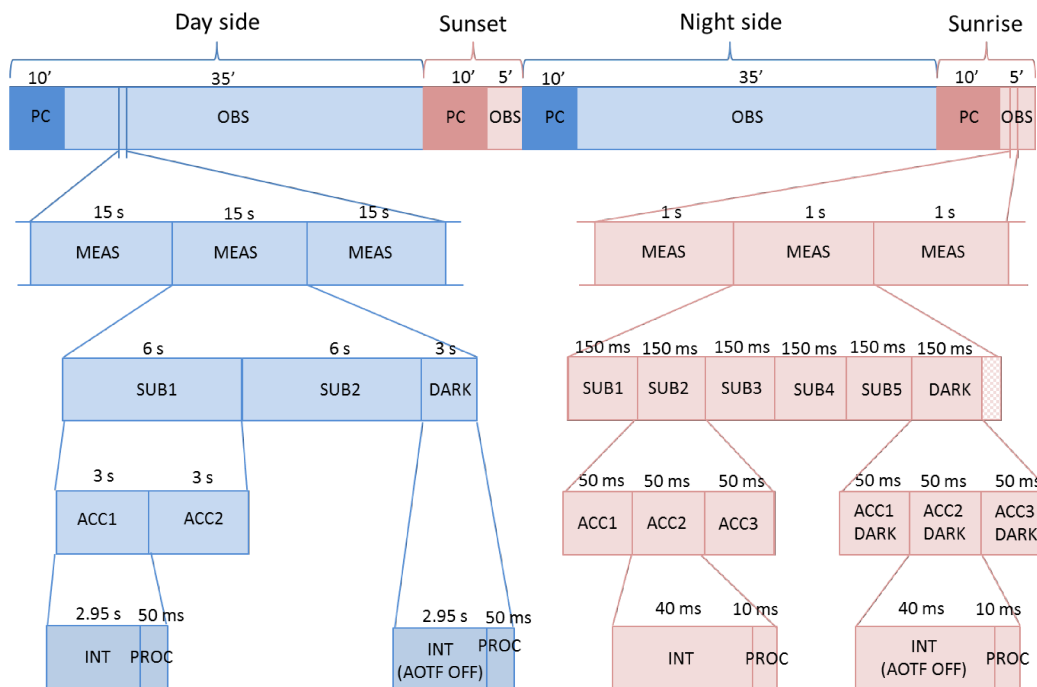 Day side Sunset Night side Sunrise
10’ 35’ 10’ 5’ 10’ 35’ 10’ 5’
PC OBS PC OBS PC OBS PC OBS
15 s 15 s 15 s 1 s 1 s 1 s
MEAS MEAS MEAS MEAS MEAS MEAS
6 s 6 s 3 s 150 ms 150 ms 150 ms 150 ms 150 ms 150 ms
SUB1 SUB2 DARK SUB1 SUB2 SUB3 SUB4 SUB5 DARK
3 s 3 s 50 ms 50 ms 50 ms 50 ms 50 ms 50 ms
ACC1 ACC2 ACC1 ACC2 ACC3 ACC1 DARK ACC2 DARK ACC3 DARK
2.95 s 50 ms 2.95 s 50 ms 40 ms 10 ms 40 ms 10 ms
INT PROC INT (AOTF OFF) PROC INT PROC INT (AOTF OFF) PROC